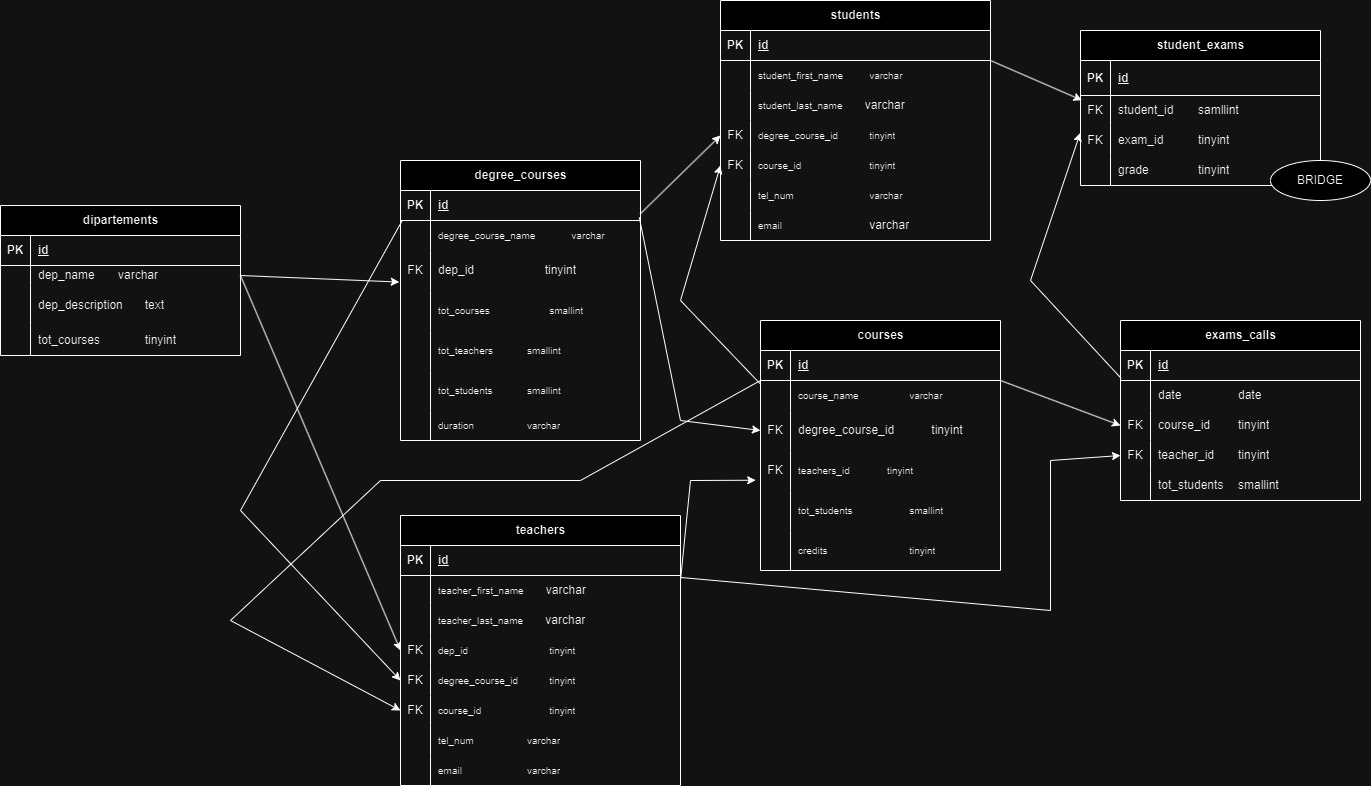 dipartements
PK id
dep_name varchar
dep_description text
tot_courses tinyint
degree_courses
PK id
degree_course_name varchar
FK dep_id tinyint
tot_courses smallint
tot_teachers smallint
tot_students smallint
duration varchar
teachers
PK id
teacher_first_name varchar
teacher_last_name varchar
FK dep_id tinyint
FK degree_course_id tinyint
FK course_id tinyint
tel_num varchar
email varchar
students
PK id
student_first_name varchar
student_last_name varchar
FK degree_course_id tinyint
FK course_id tinyint
tel_num varchar
email varchar
courses
PK id
course_name varchar
FK degree_course_id tinyint
FK teachers_id tinyint
tot_students smallint
credits tinyint
student_exams
PK id
FK student_id samllint
FK exam_id tinyint
grade tinyint
BRIDGE
exams_calls
PK id
date date
FK course_id tinyint
FK teacher_id tinyint
tot_students smallint